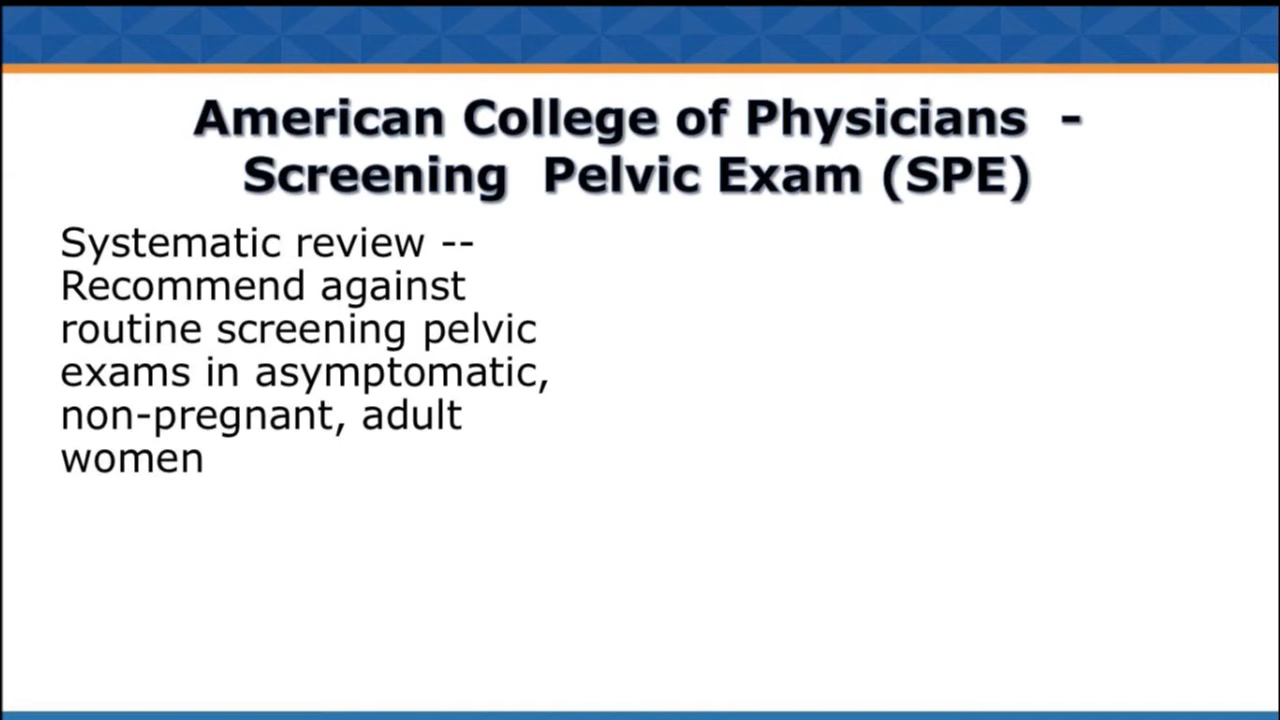 American College of Physicians -
Screening Pelvic Exam (SPE)
Systematic review --
Recommend against
routine screening pelvic
exams in asymptomatic,
non-pregnant, adult
women